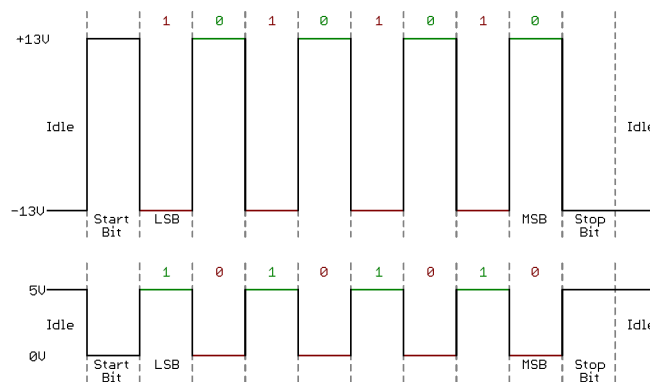 1 0 1 0 1 0 1 0
+13V
Idle Idle
-13V
Start LSB MSB Stop
Bit Bit
1 0 1 0 1 0 1 0
5V
Idle Idle
0V
Start LSB MSB Stop
Bit Bit